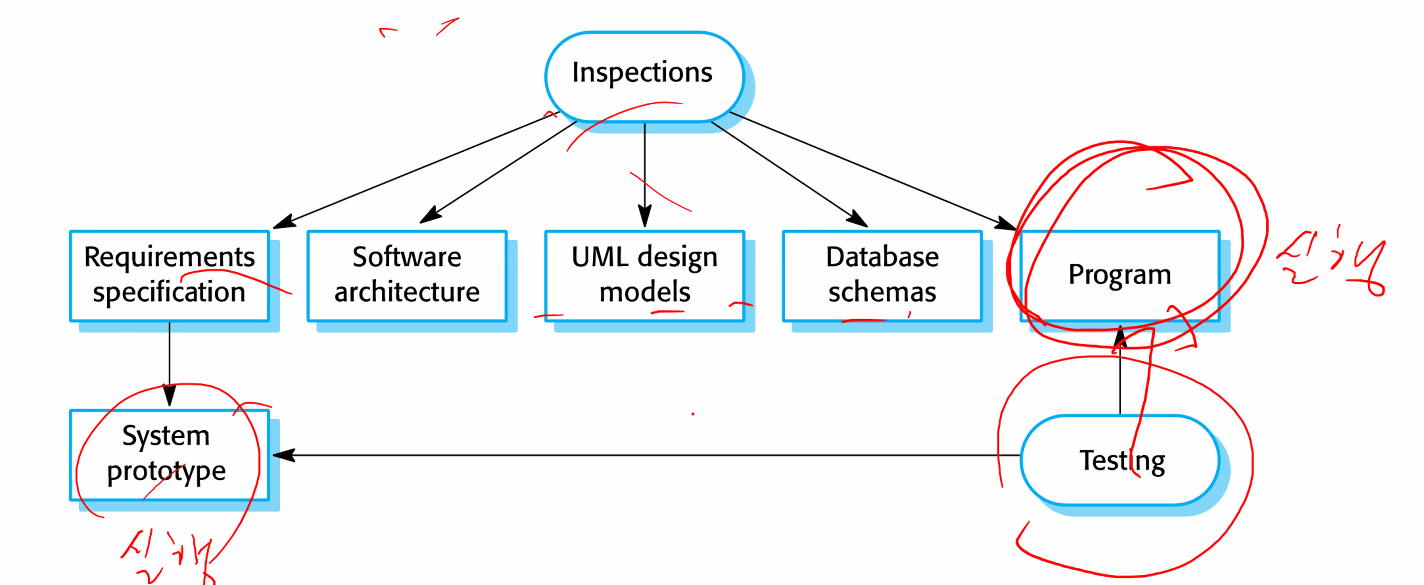 Inspections
Requirements
specification
Software
architecture
UML design
models
Database
schemas
Program
실행
System
prototype
Testing
실행